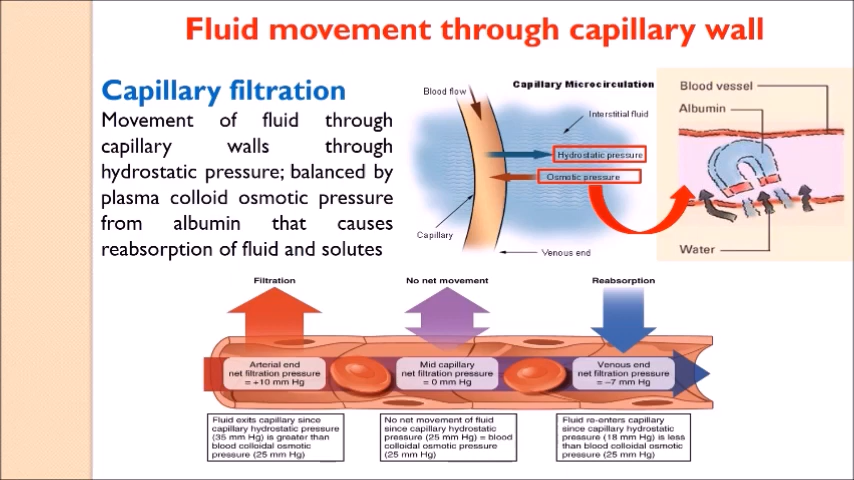 Fluid movement through capillary wall
Capillary filtration
Movement of fluid through
capillary walls through
hydrostatic pressure; balanced by
plasma colloid osmotic pressure
from albumin that causes
reabsorption of fluid and solutes
Blood flow
Capillary Microcirculation
Interstitial fluid
Hydrostatic pressure
Osmotic pressure
Capillary
Venous end
Blood vessel
Albumin
Water
Filtration
No net movement
Reabsorption
Arterial end
net filtration pressure
= +10 mm Hg
Mid capillary
net filtration pressure
= 0 mm Hg
Venous end
net filtration pressure
= –7 mm Hg
Fluid exits capillary since
capillary hydrostatic pressure
(35 mm Hg) is greater than
blood colloidal osmotic
pressure (25 mm Hg)
No net movement of fluid
since capillary hydrostatic
pressure (25 mm Hg) = blood
colloidal osmotic pressure
(25 mm Hg)
Fluid re-enters capillary
since capillary hydrostatic
pressure (18 mm Hg) is less
than blood colloidal osmotic
pressure (25 mm Hg)